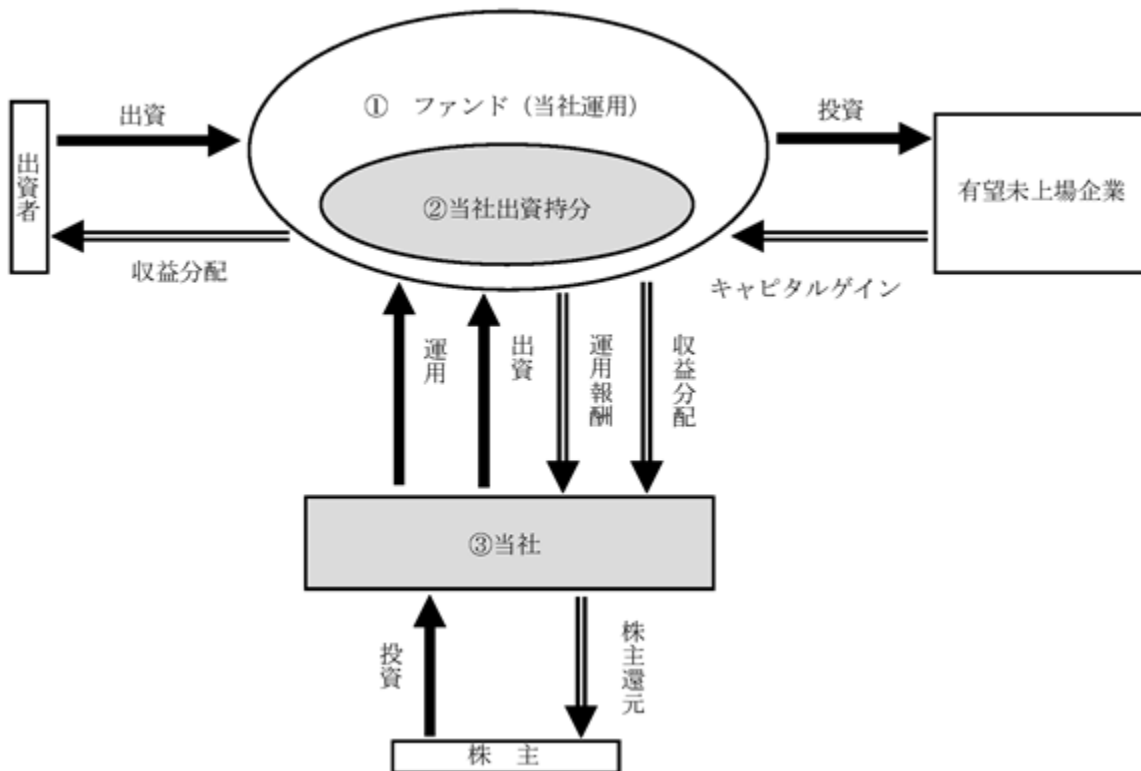 ① ファンド（当社運用）
出資
投資
出資者
有望未上場企業
②当社出資持分
収益分配
キャピタルゲイン
運用
出資
運用報酬
収益分配
③当社
投資
株主還元
株 主